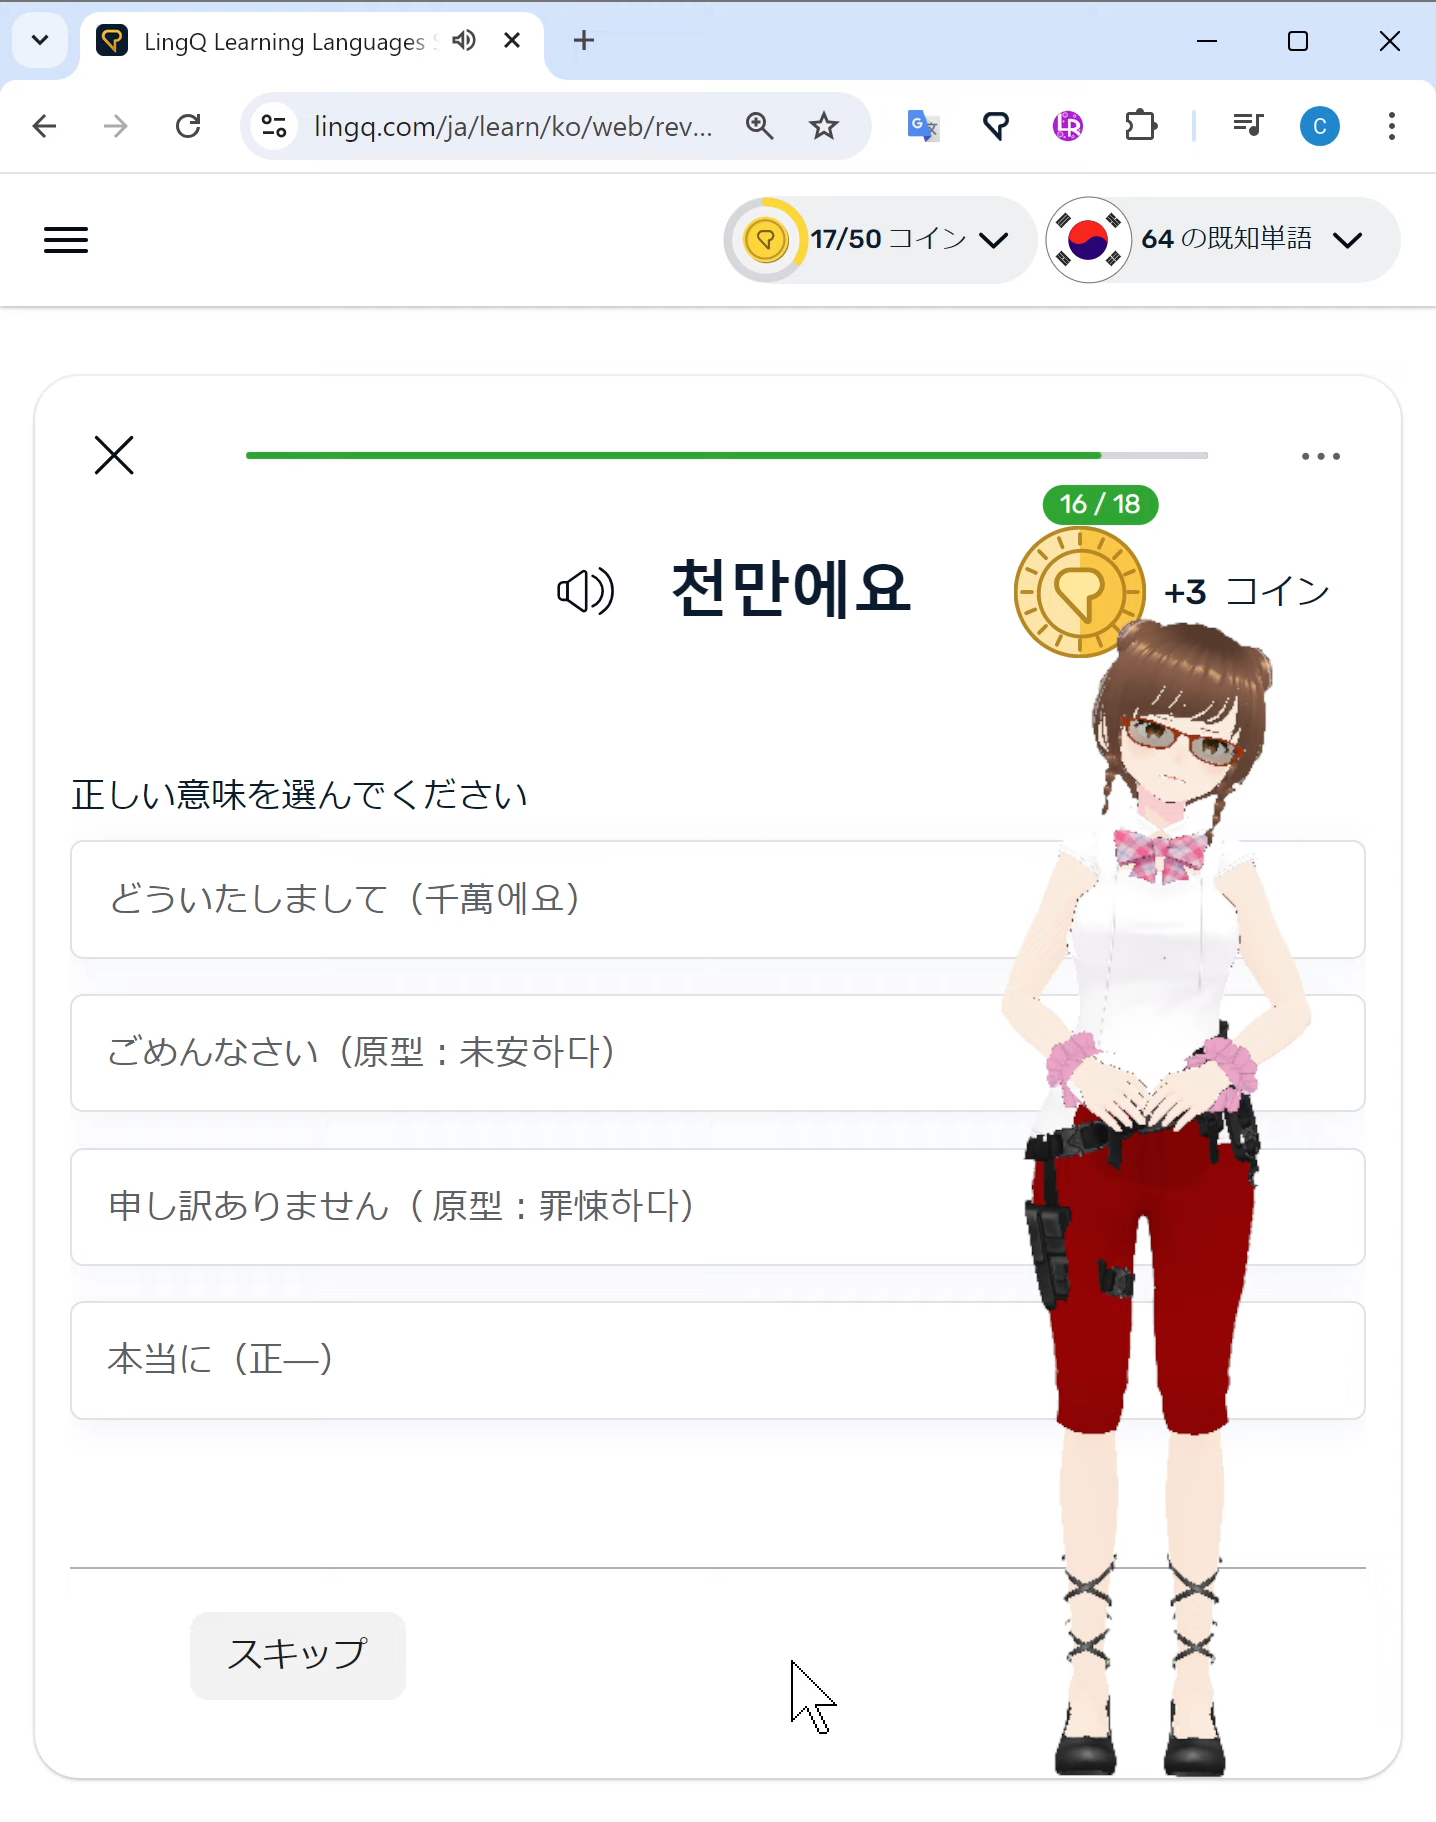 LingQ Learning Languages
lingq.com/ja/learn/ko/web/rev...
C
17/50 コイン
64 の既知単語
16 / 18
천만에요
+3 コイン
正しい意味を選んでください
どういたしまして（千萬에요）
ごめんなさい（原型：未安하다）
申し訳ありません（ 原型：罪悚하다）
本当に（正—）
スキップ